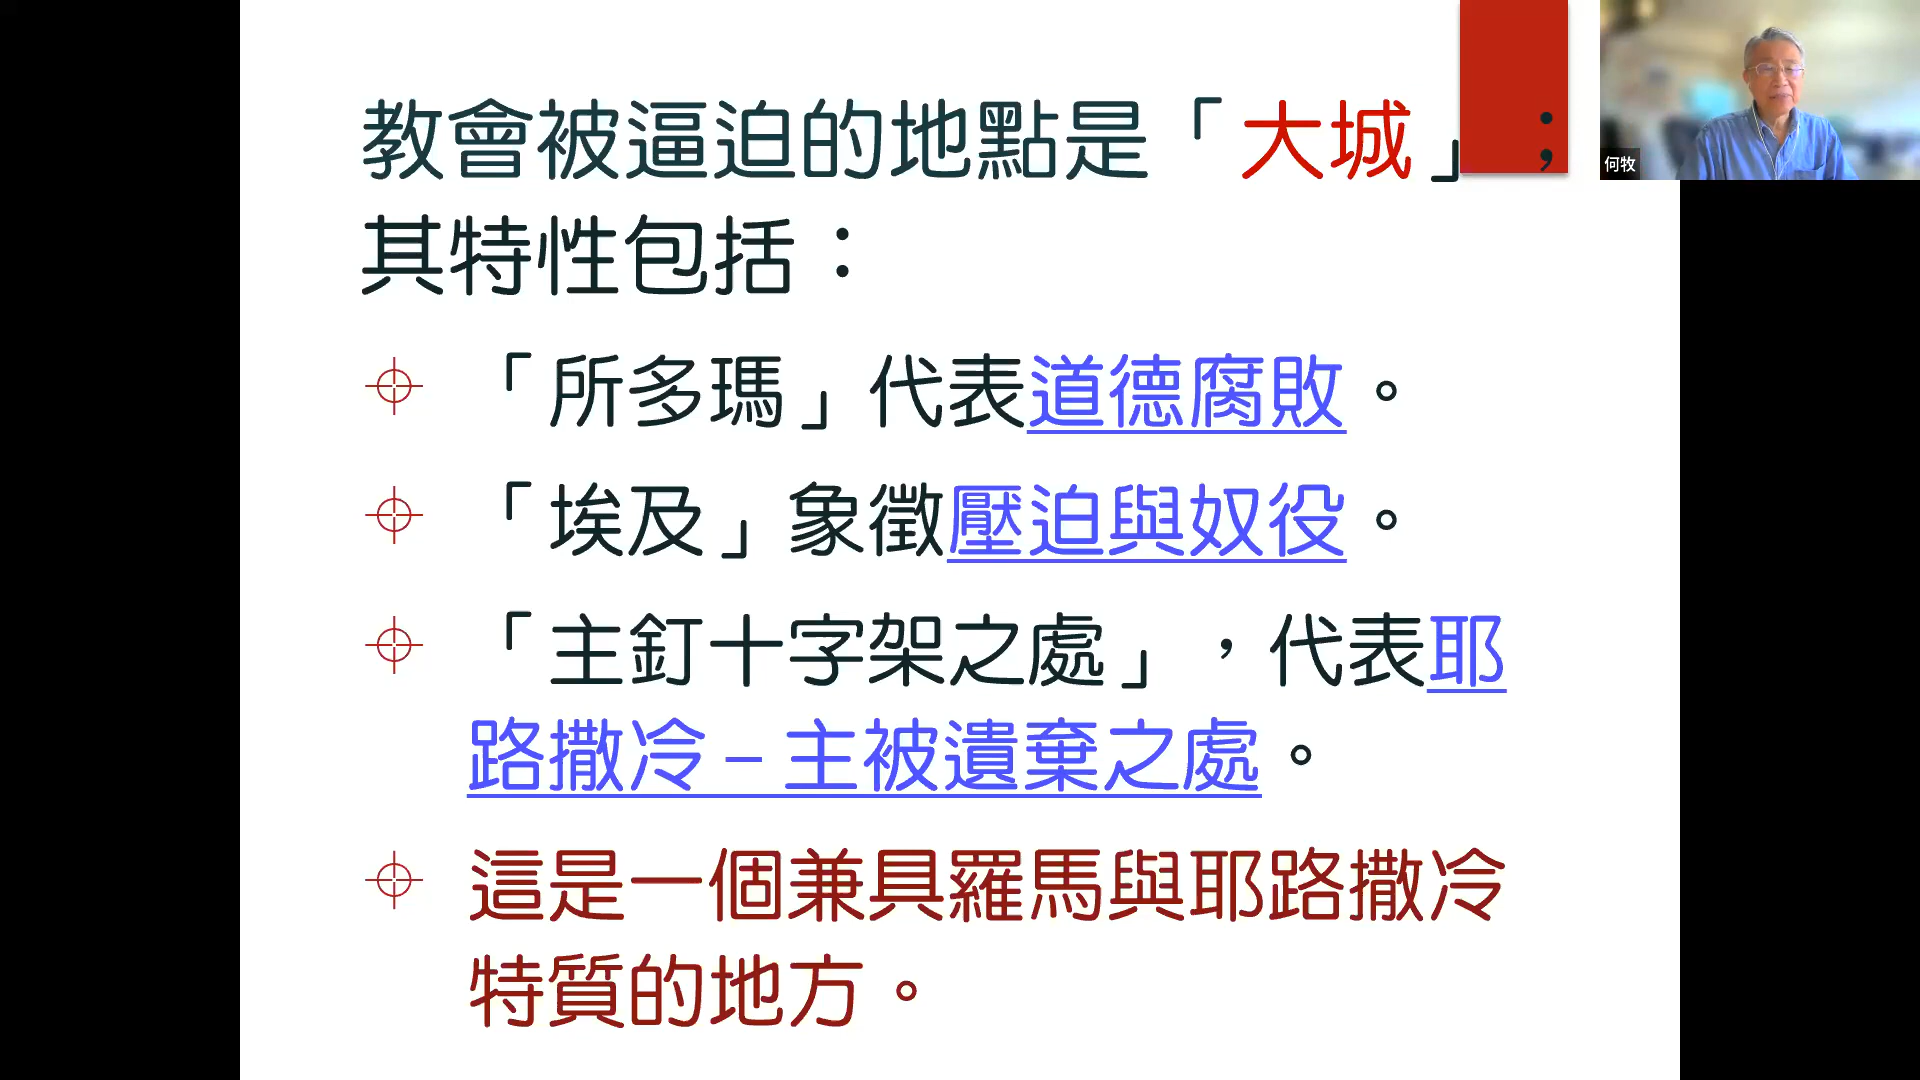 教會被逼迫的地點是「大城」；
其特性包括：
「所多瑪」代表道德腐敗。
「埃及」象徵壓迫與奴役。
「主釘十字架之處」，代表耶
路撒冷 – 主被遺棄之處。
這是一個兼具羅馬與耶路撒冷
特質的地方。
何牧